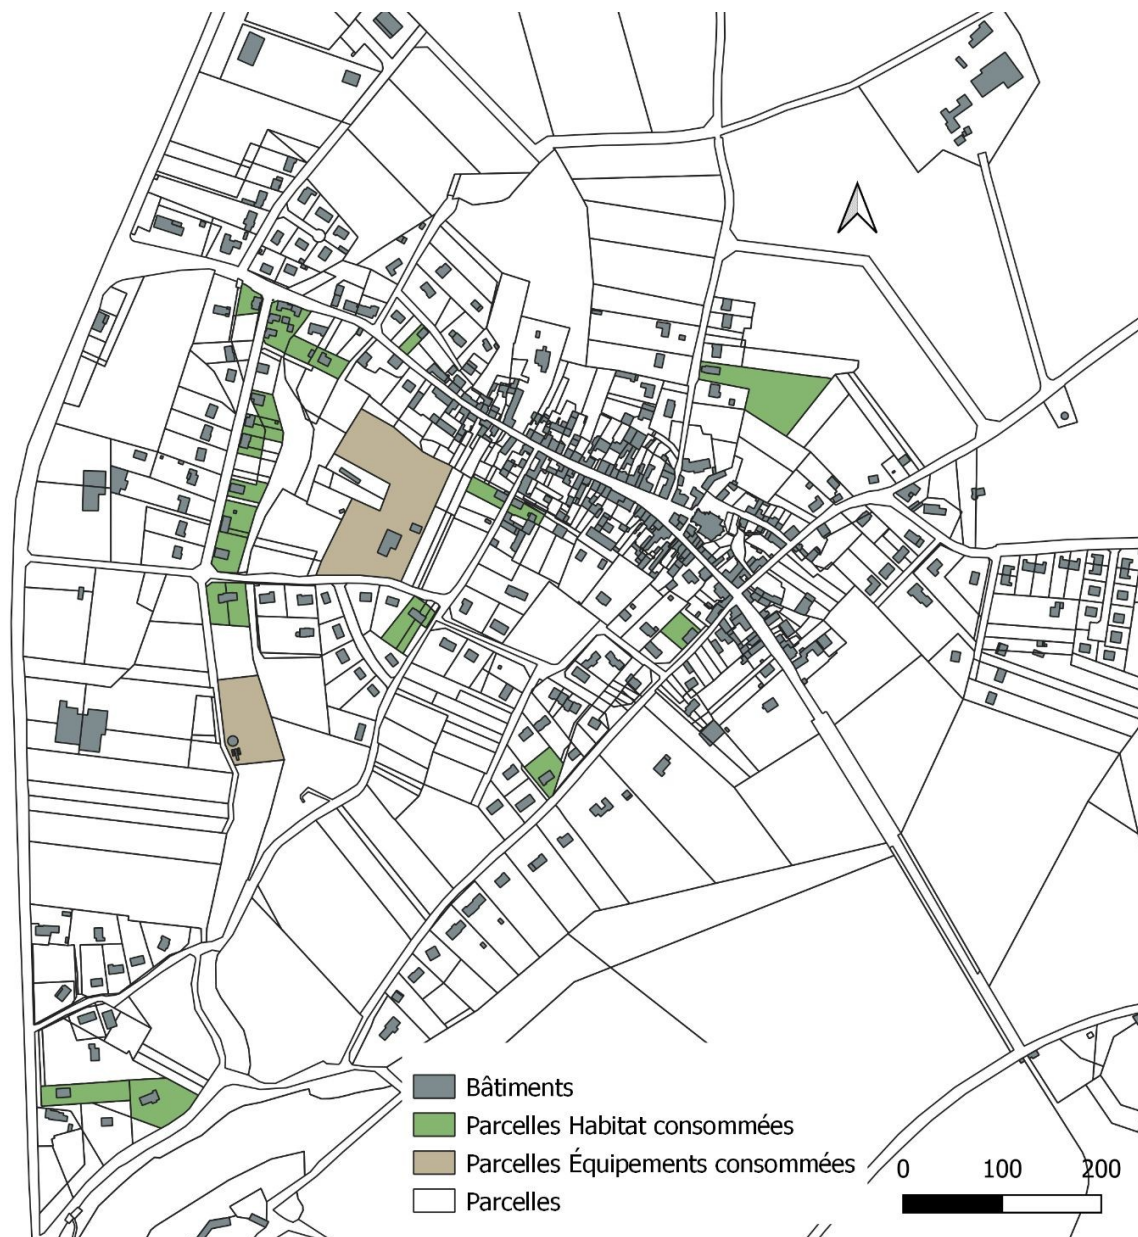 Bâtiments
Parcelles Habitat consommées
Parcelles Équipements consommées
Parcelles
0 100 200